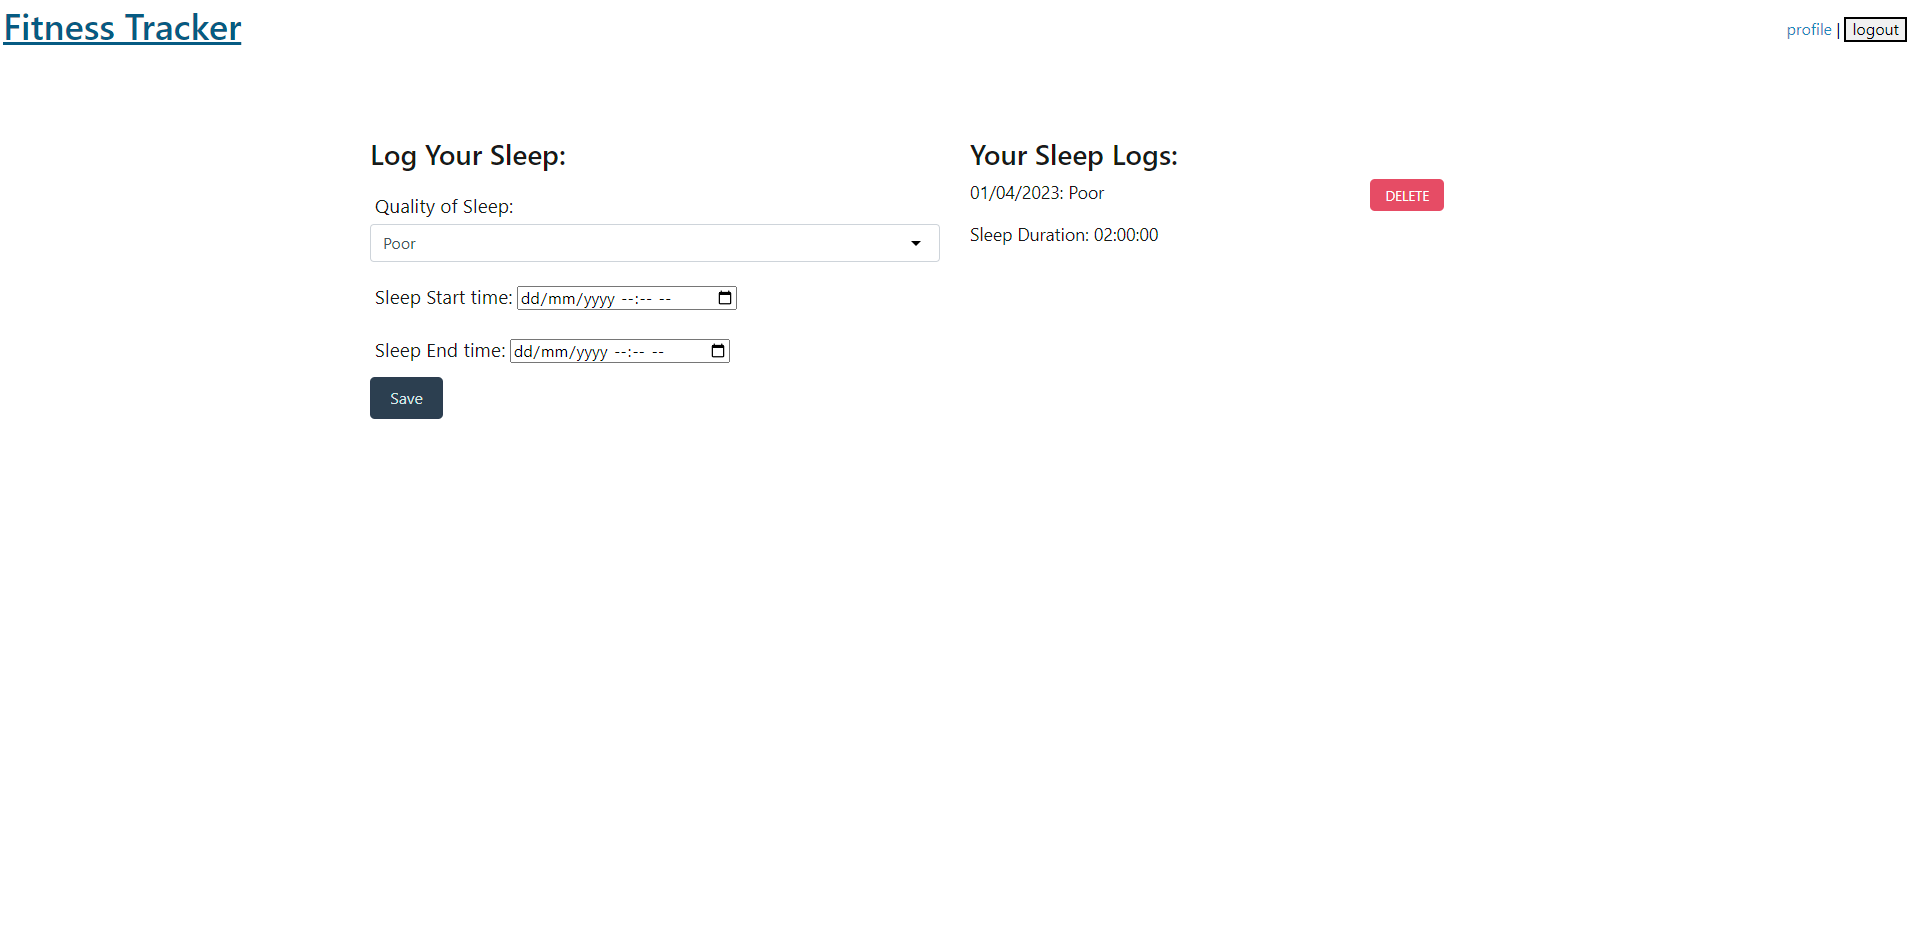 Fitness Tracker
profile | logout
Log Your Sleep:
Quality of Sleep:
Poor
Sleep Start time: dd/mm/yyyy --:-- --
Sleep End time: dd/mm/yyyy --:-- --
Save
Your Sleep Logs:
01/04/2023: Poor
DELETE
Sleep Duration: 02:00:00